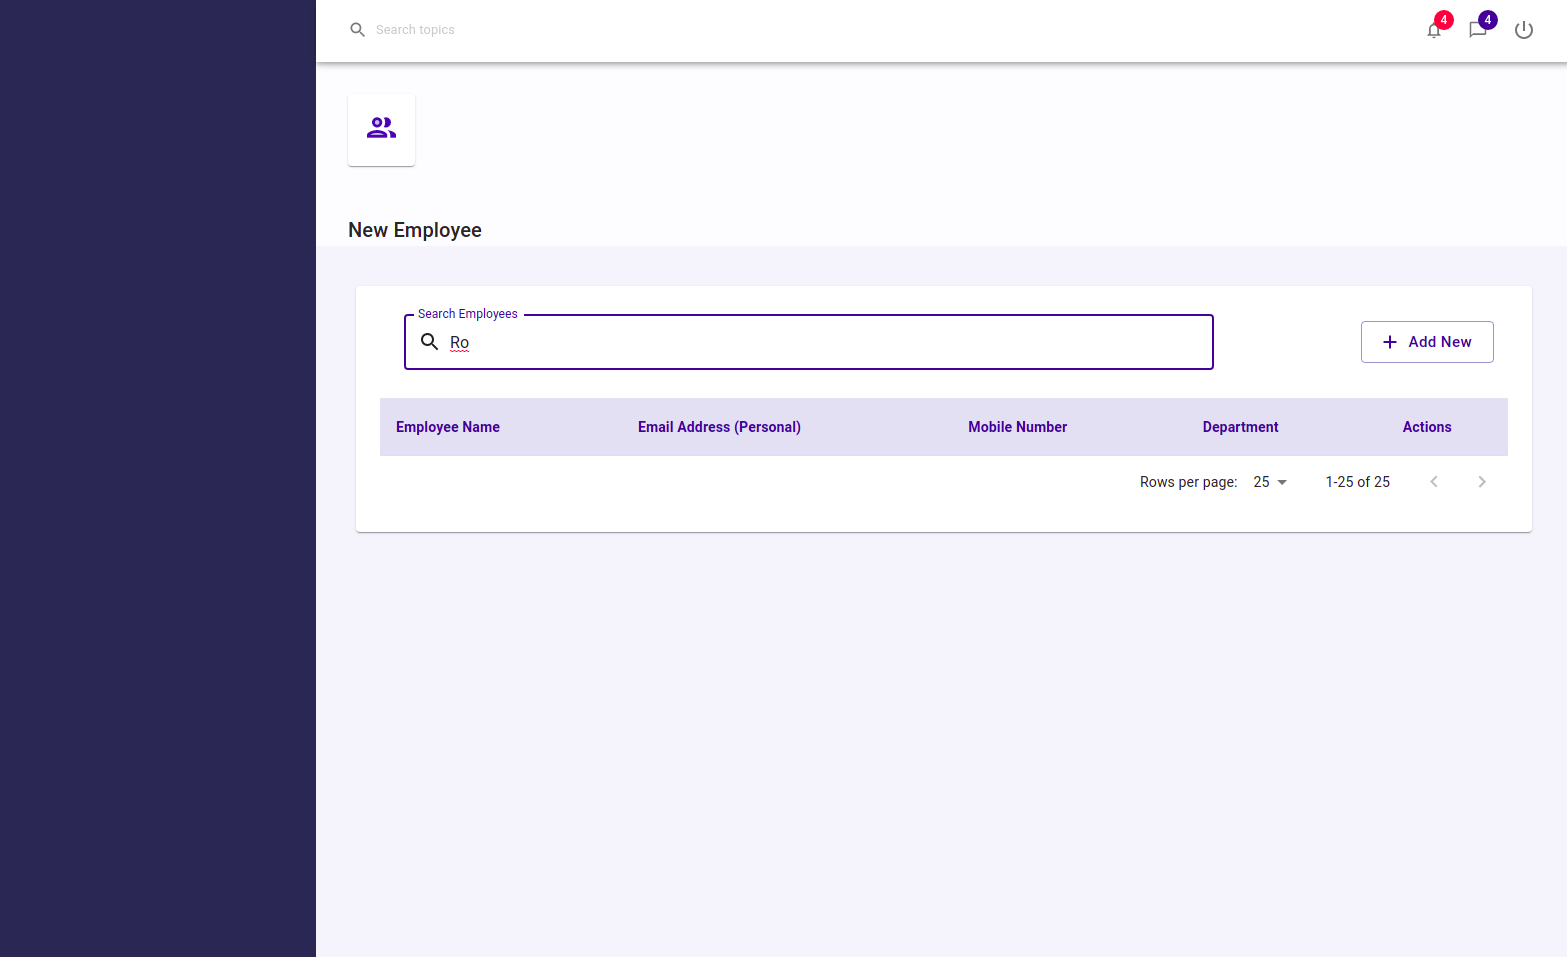 Search topics
4
4
New Employee
Search Employees
Ro
Add New
Employee Name Email Address (Personal) Mobile Number Department Actions
Rows per page: 25 1-25 of 25